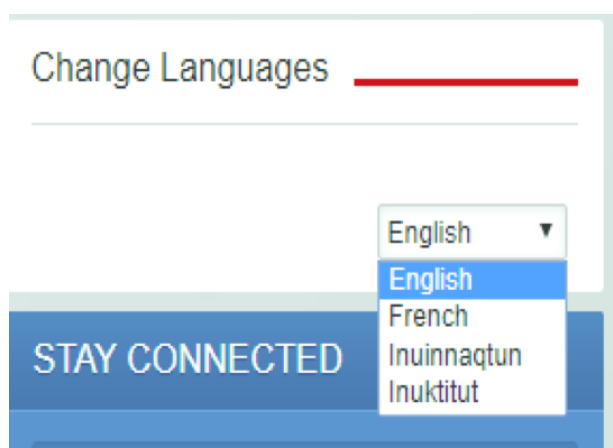 Change Languages
English
English
French
Inuinnaqtun
STAY CONNECTED
Inuktitut